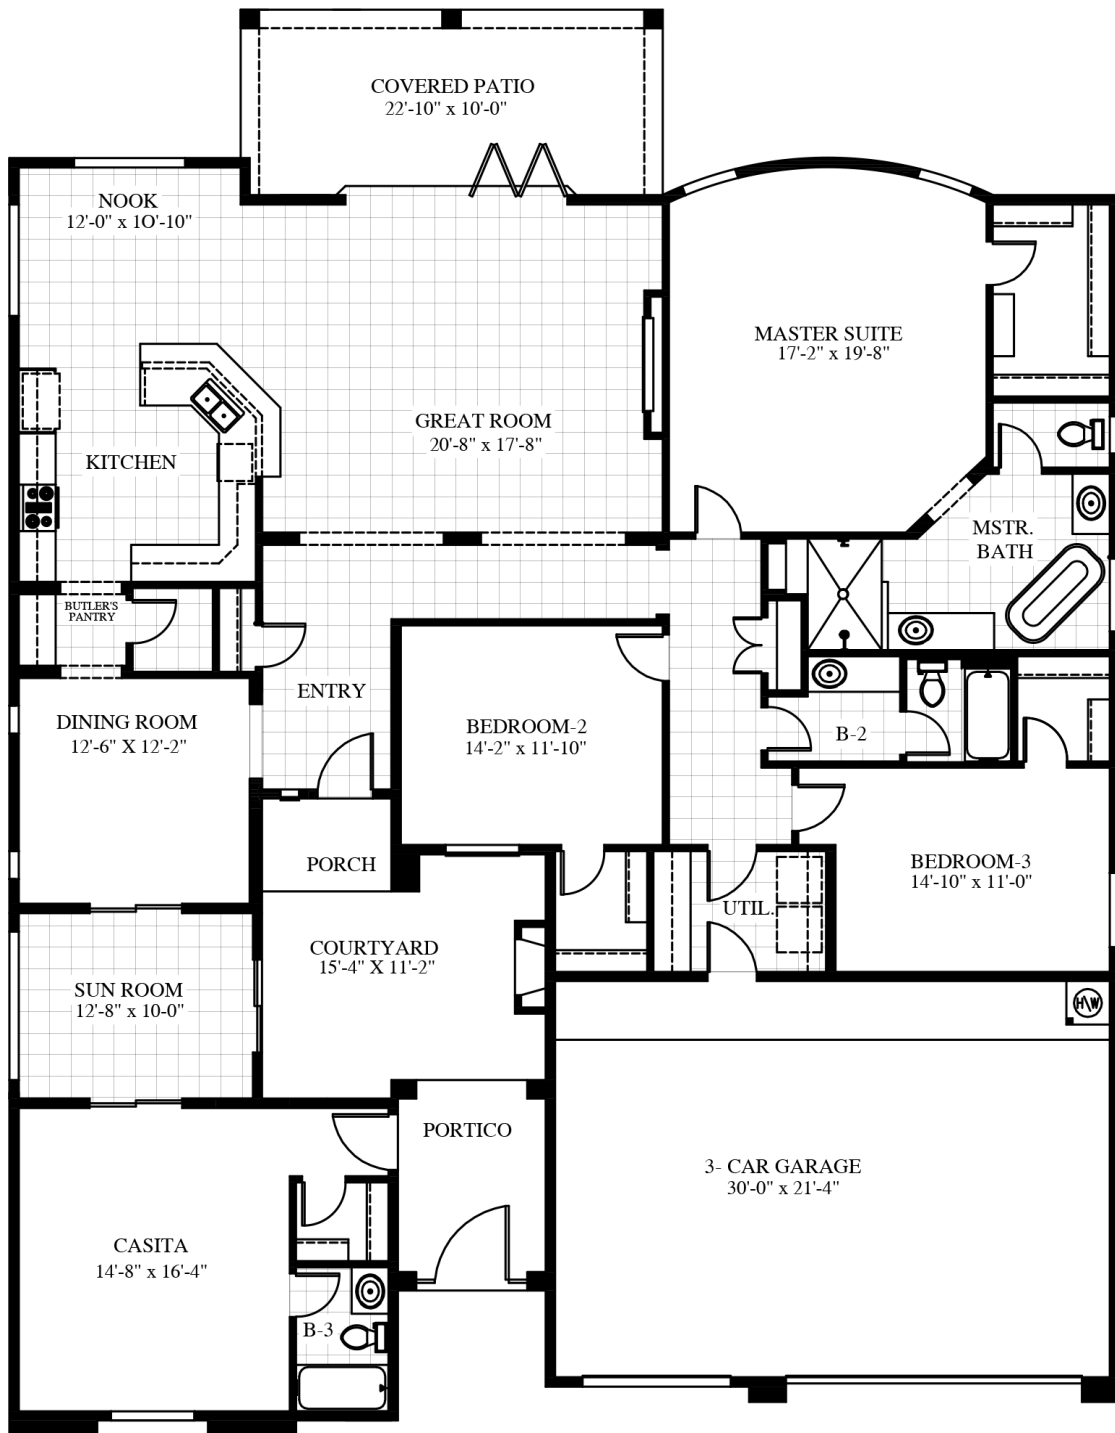 COVERED PATIO
22'-10" x 10'-0"
NOOK
12'-0" x 1O'-10"
MASTER SUITE
17'-2" x 19'-8"
GREAT ROOM
20'-8" x 17'-8"
KITCHEN
MSTR.
BATH
BUTLER'S
PANTRY
ENTRY
DINING ROOM
12'-6" X 12'-2"
BEDROOM-2
14'-2" x 11'-10"
B-2
PORCH
BEDROOM-3
14'-10" x 11'-0"
UTIL.
COURTYARD
15'-4" X 11'-2"
SUN ROOM
12'-8" x 10-0"
H\W
PORTICO
3- CAR GARAGE
30'-0" x 21'-4"
CASITA
14'-8" x 16'-4"
B-3